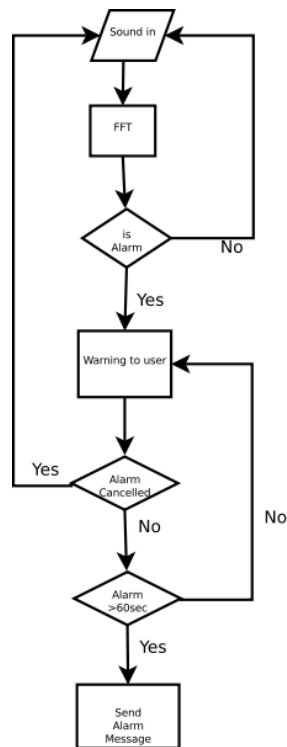 Sound in
FFT
is
Alarm
No
Yes
Warning to user
Yes
Alarm
Cancelled
No
No
Alarm
>60sec
Yes
Send
Alarm
Message